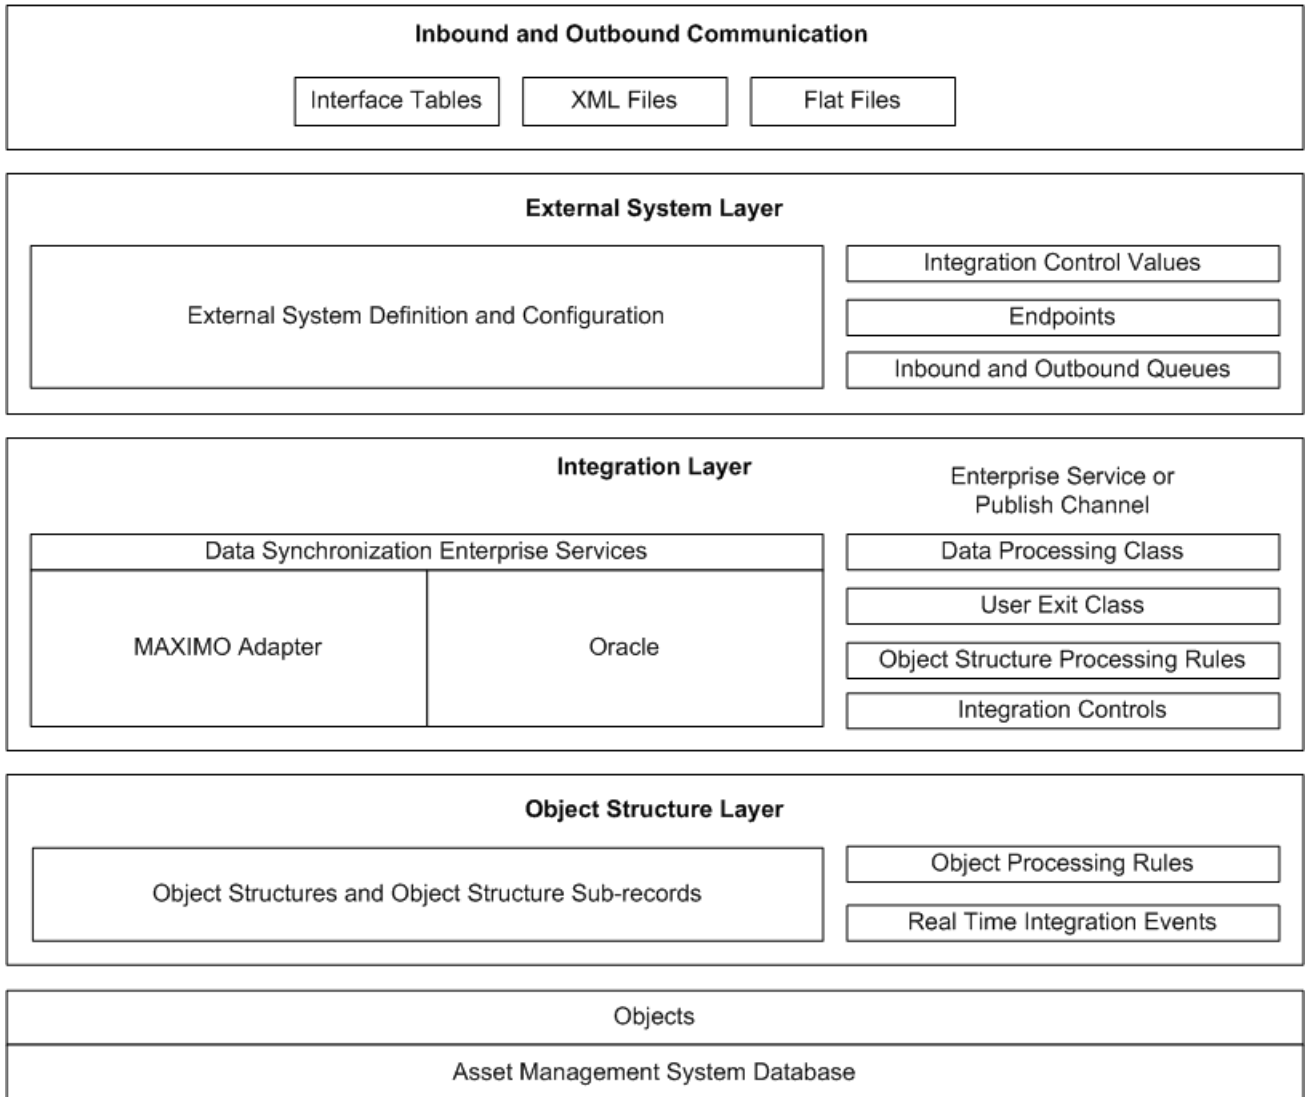 Inbound and Outbound Communication
Interface Tables
XML Files
Flat Files
External System Layer
External System Definition and Configuration
Integration Control Values
Endpoints
Inbound and Outbound Queues
Integration Layer
Enterprise Service or
Publish Channel
Data Synchronization Enterprise Services
MAXIMO Adapter
Oracle
Data Processing Class
User Exit Class
Object Structure Processing Rules
Integration Controls
Object Structure Layer
Object Structures and Object Structure Sub-records
Object Processing Rules
Real Time Integration Events
Objects
Asset Management System Database